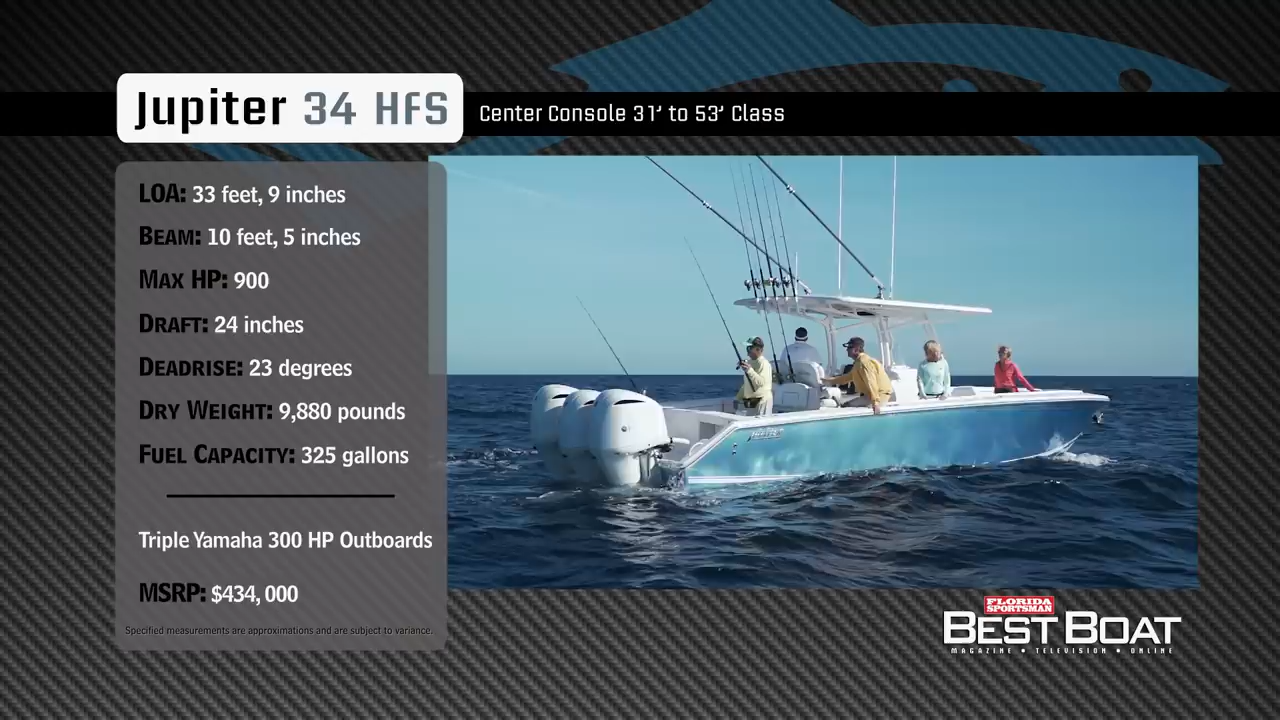 Jupiter 34 HFS
Center Console 31' to 53' Class
LOA: 33 feet, 9 inches
BEAM: 10 feet, 5 inches
MAX HP: 900
DRAFT: 24 inches
DEADRISE: 23 degrees
DRY WEIGHT: 9,880 pounds
FUEL CAPACITY: 325 gallons
Triple Yamaha 300 HP Outboards
MSRP: $434,000
Specified measurements are approximations and are subject to variance.
FLORIDA
SPORTSMAN
BEST BOAT
MAGAZINE • TELEVISION • ONLINE